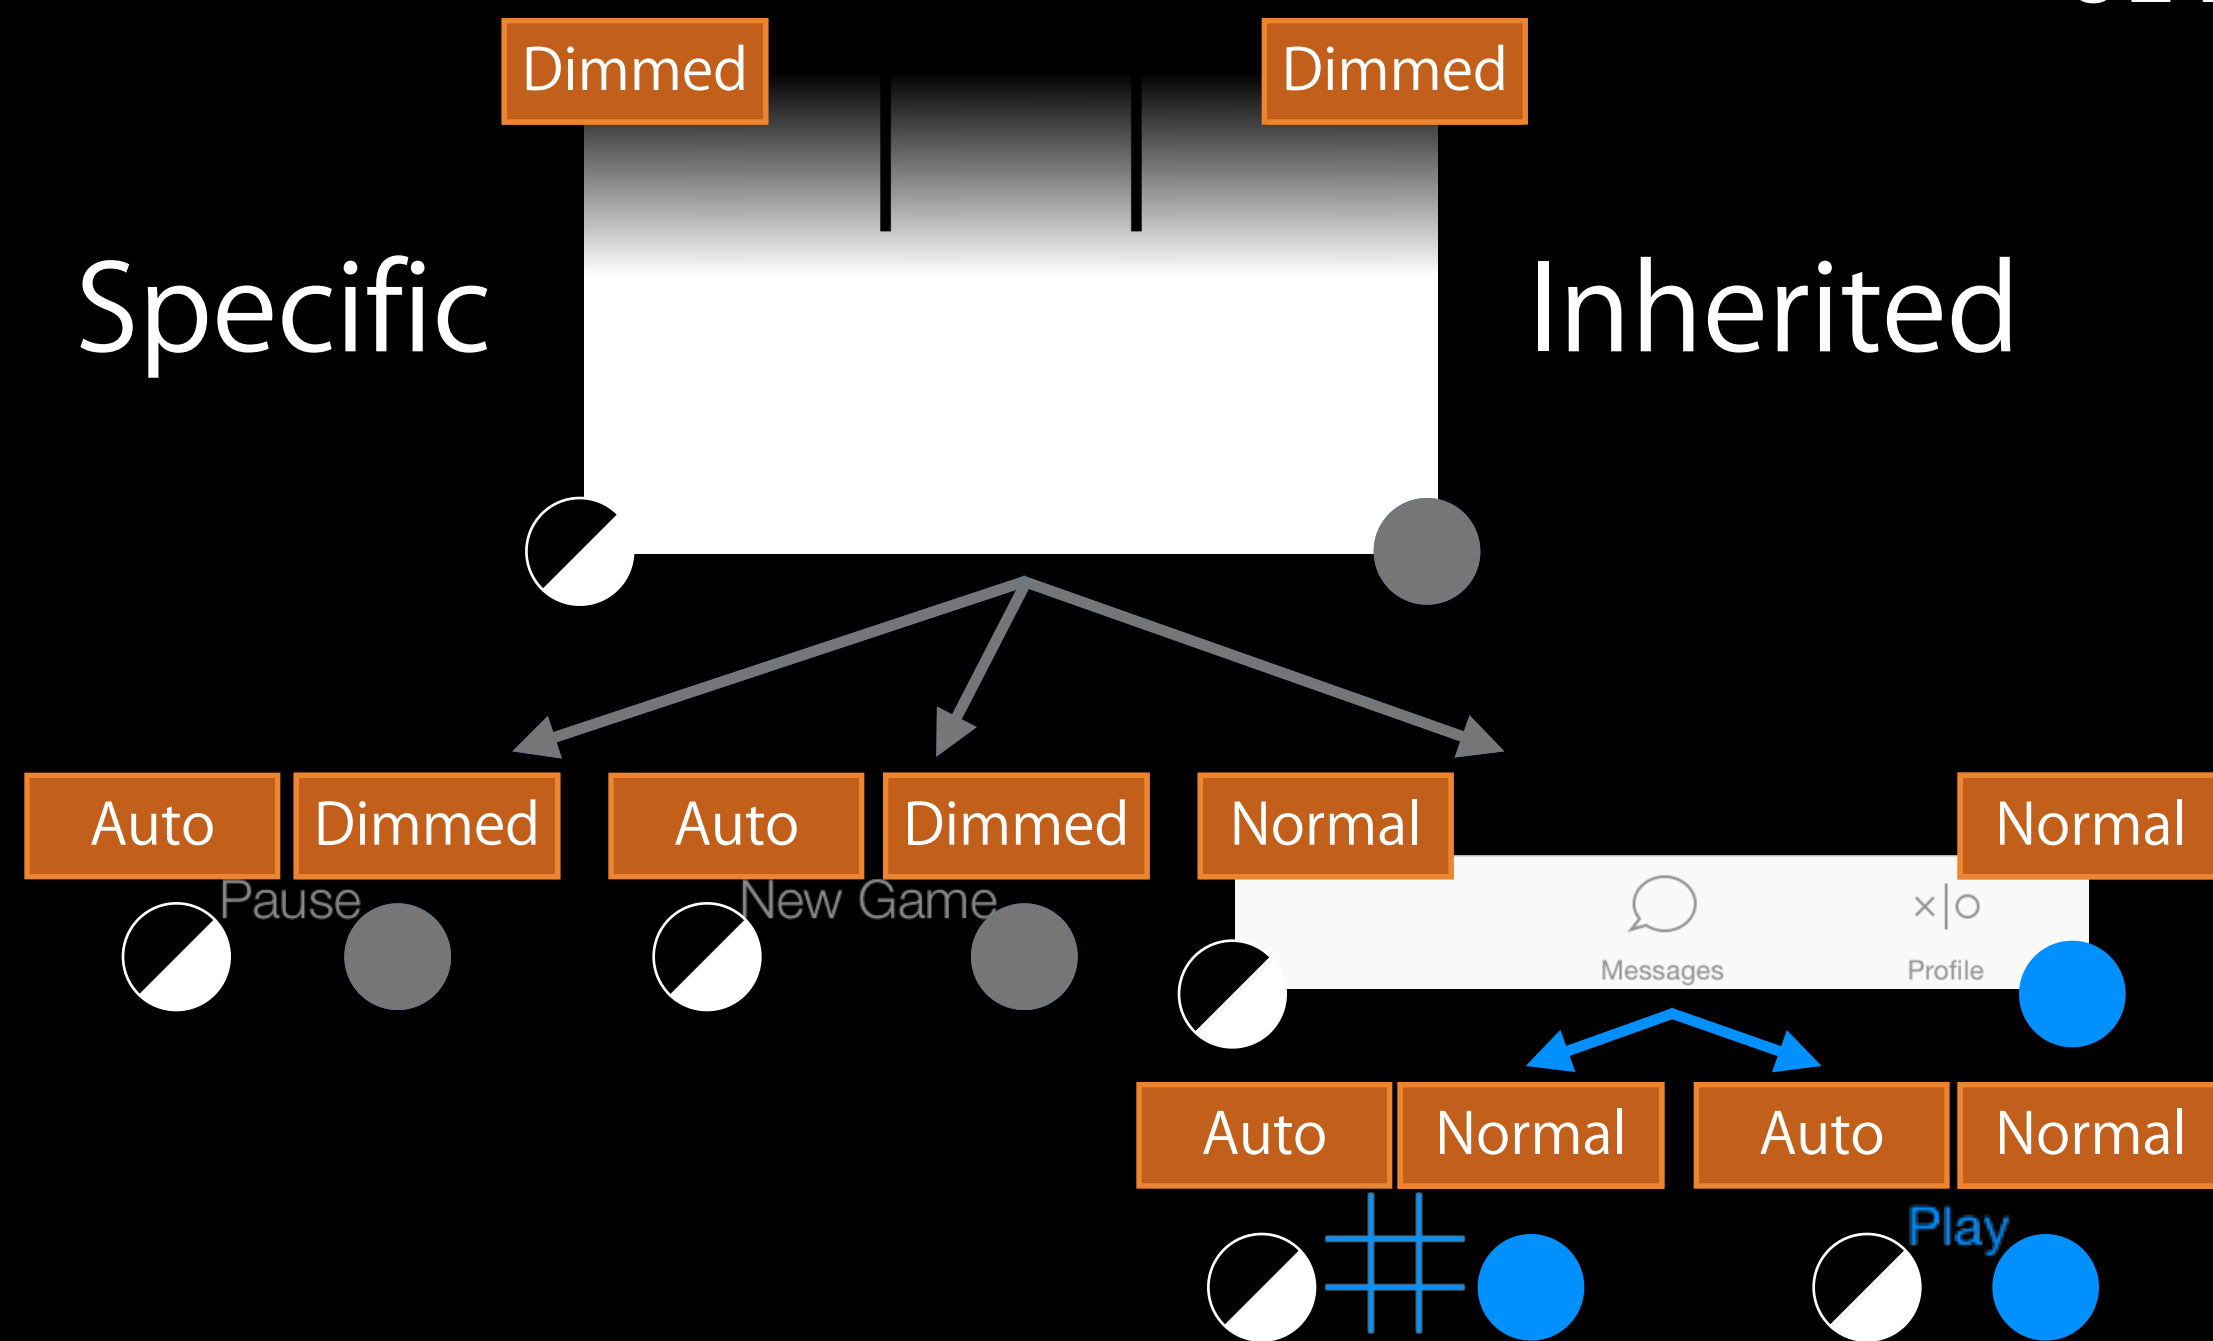 Dimmed
Dimmed
Specific
Inherited
Auto
Dimmed
Auto
Dimmed
Normal
Normal
Pause
New Game
Messages
Profile
Auto
Normal
Auto
Normal
Play